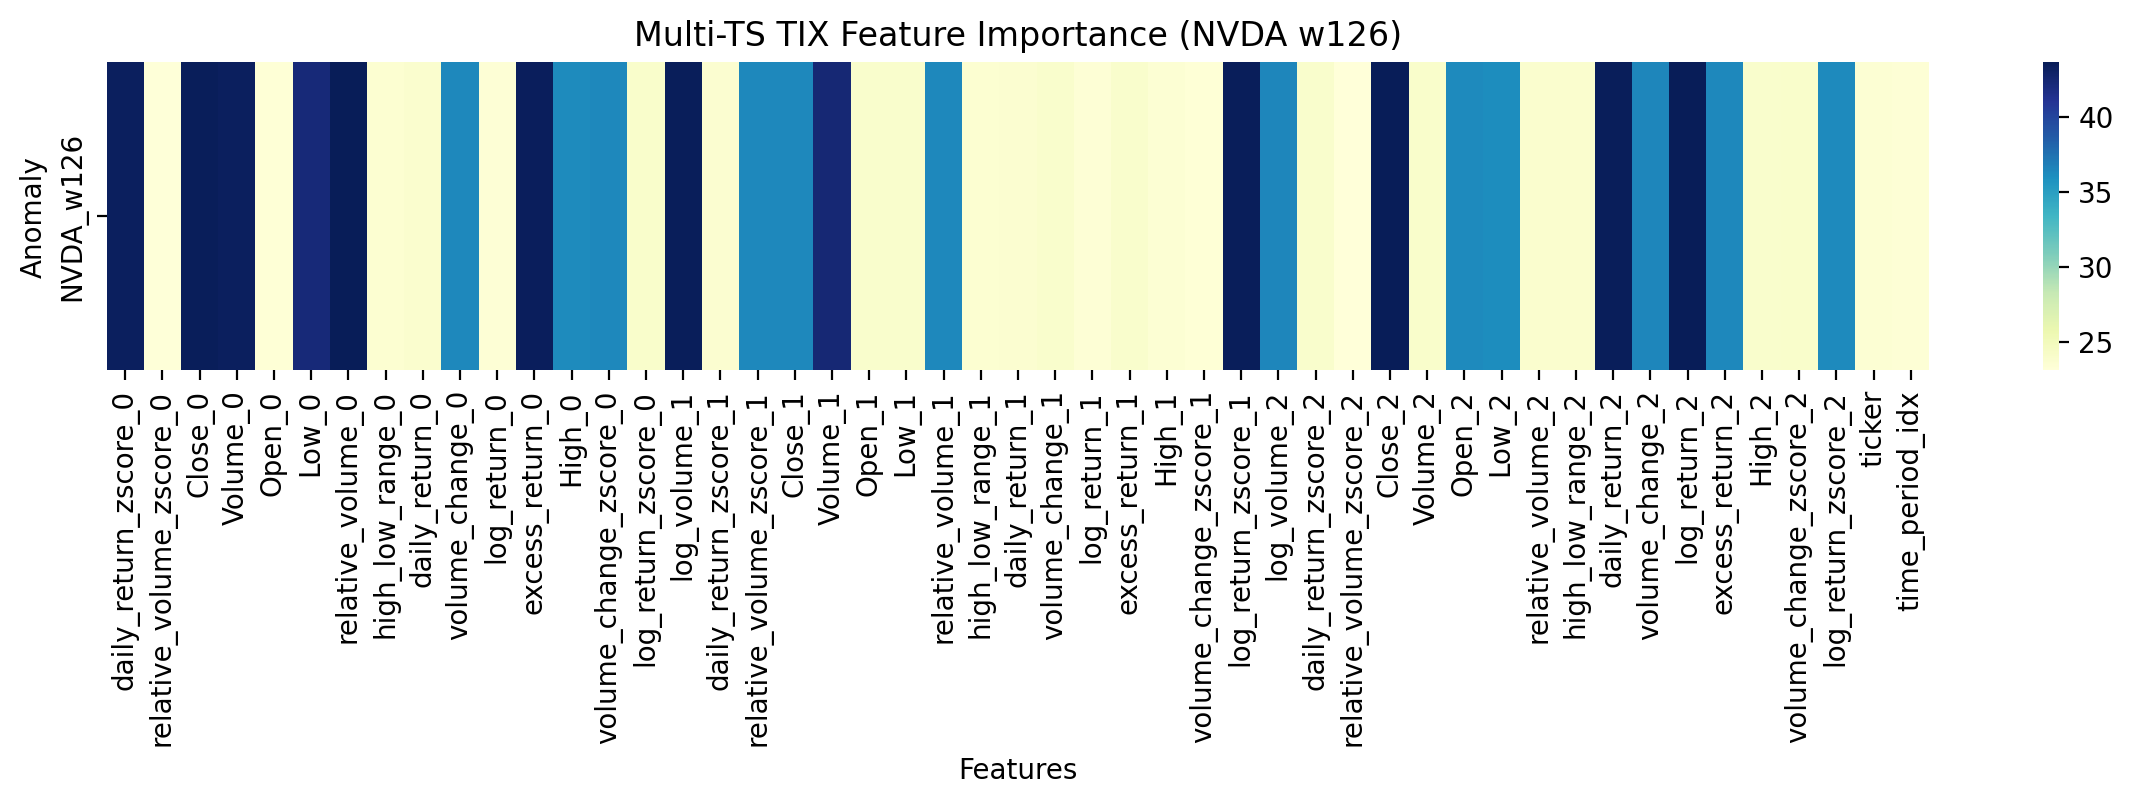 Multi-TS TIX Feature Importance (NVDA w126)
Anomaly
NVDA_w126
40
35
30
25
daily_return_zscore_0
relative_volume_zscore_0
Close_0
Volume_0
Open_0
Low_0
relative_volume_0
high_low_range_0
daily_return_0
volume_change_0
log_return_0
excess_return_0
High_0
volume_change_zscore_0
log_return_zscore_0
log_volume_1
daily_return_zscore_1
relative_volume_zscore_1
Close_1
Volume_1
Open_1
Low_1
relative_volume_1
high_low_range_1
daily_return_1
volume_change_1
log_return_1
excess_return_1
High_1
volume_change_zscore_1
log_return_zscore_1
log_volume_2
daily_return_zscore_2
relative_volume_zscore_2
Close_2
Volume_2
Open_2
Low_2
relative_volume_2
high_low_range_2
daily_return_2
volume_change_2
log_return_2
excess_return_2
High_2
volume_change_zscore_2
log_return_zscore_2
ticker
time_period_idx
Features